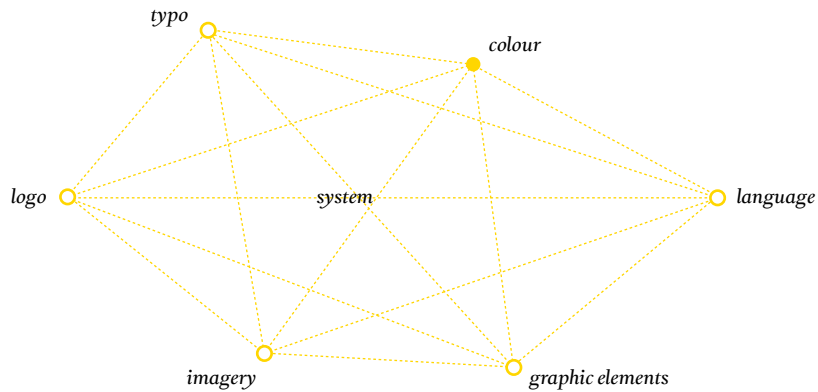 typo
colour
logo
system
language
imagery
graphic elements